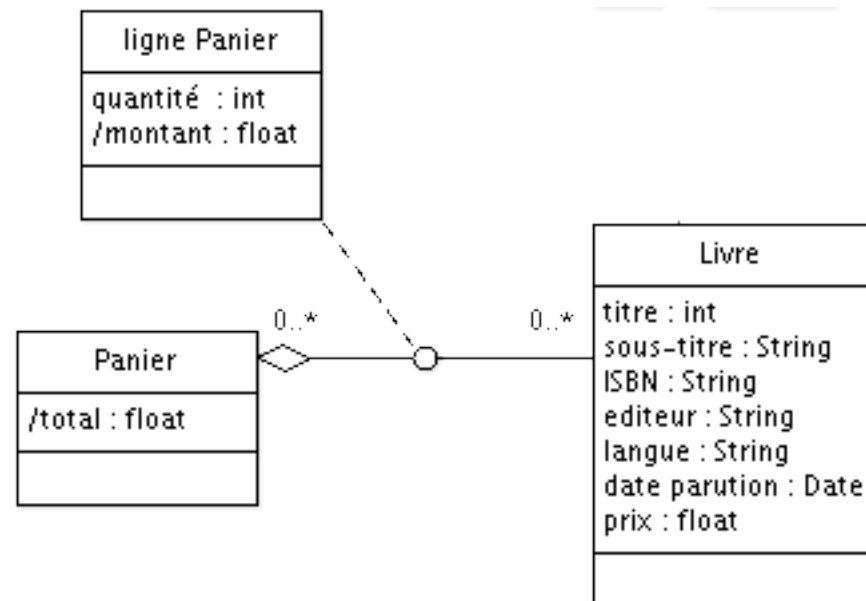 ligne Panier
quantité : int
/montant : float
Livre
0..*
0..*
titre : int
sous-titre : String
ISBN : String
editeur : String
langue : String
date parution : Date
prix : float
Panier
/total : float